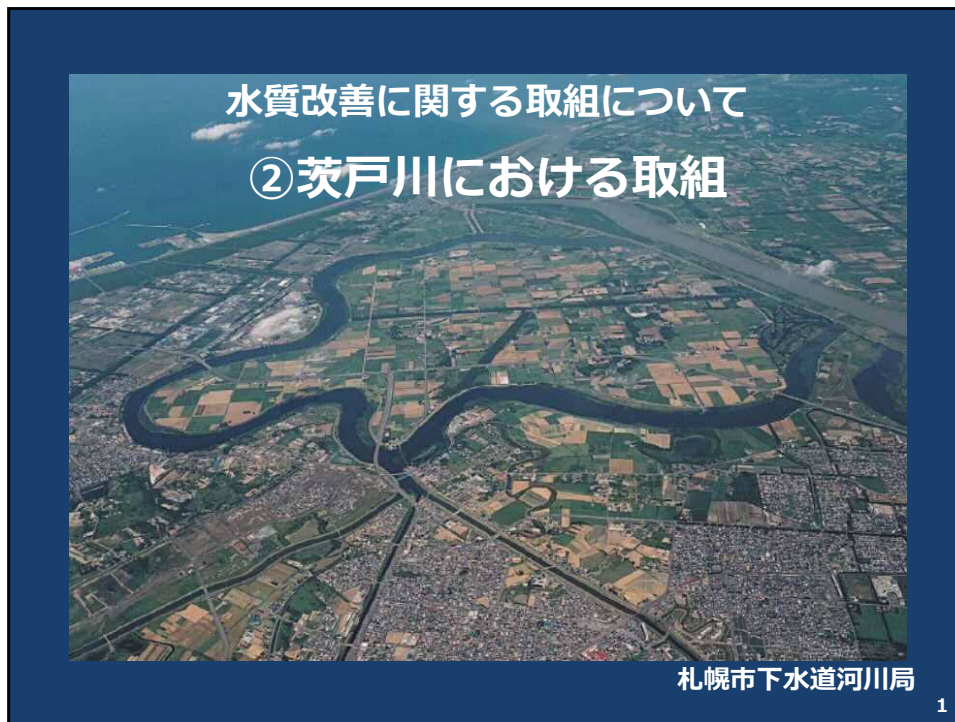 水質改善に関する取組について
②茨戸川における取組
札幌市下水道河川局
1